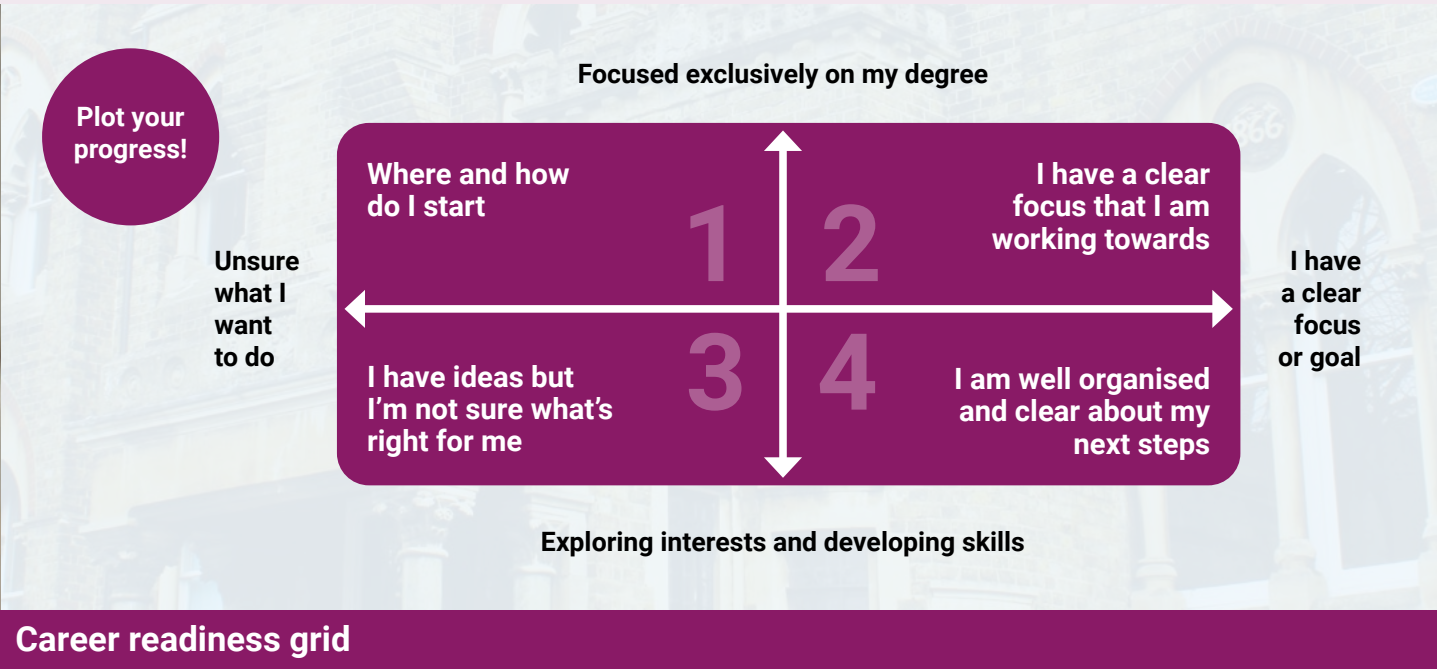 Plot your
progress!
Focused exclusively on my degree
Where and how
do I start
1
2
I have a clear
focus that I am
working towards
Unsure
what I
want
to do
I have
a clear
focus
or goal
3
4
I have ideas but
I'm not sure what's
right for me
I am well organised
and clear about my
next steps
Exploring interests and developing skills
Career readiness grid